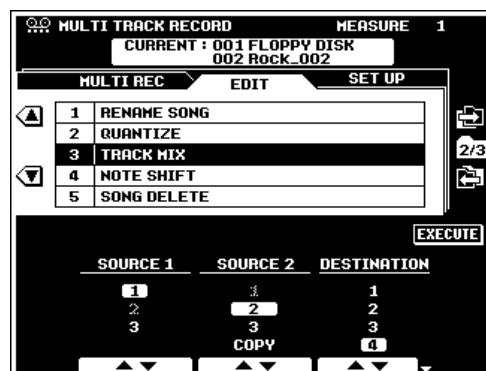 MULTI TRACK RECORD MEASURE 1
CURRENT : 001 FLOPPY DISK
002 Rock_002
MULTI REC EDIT SET UP
1 RENAME SONG
2 QUANTIZE
3 TRACK MIX
2/3
4 NOTE SHIFT
5 SONG DELETE
EXECUTE
SOURCE 1 SOURCE 2 DESTINATION
1 1 1
2 2 2
3 3 3
COPY 4